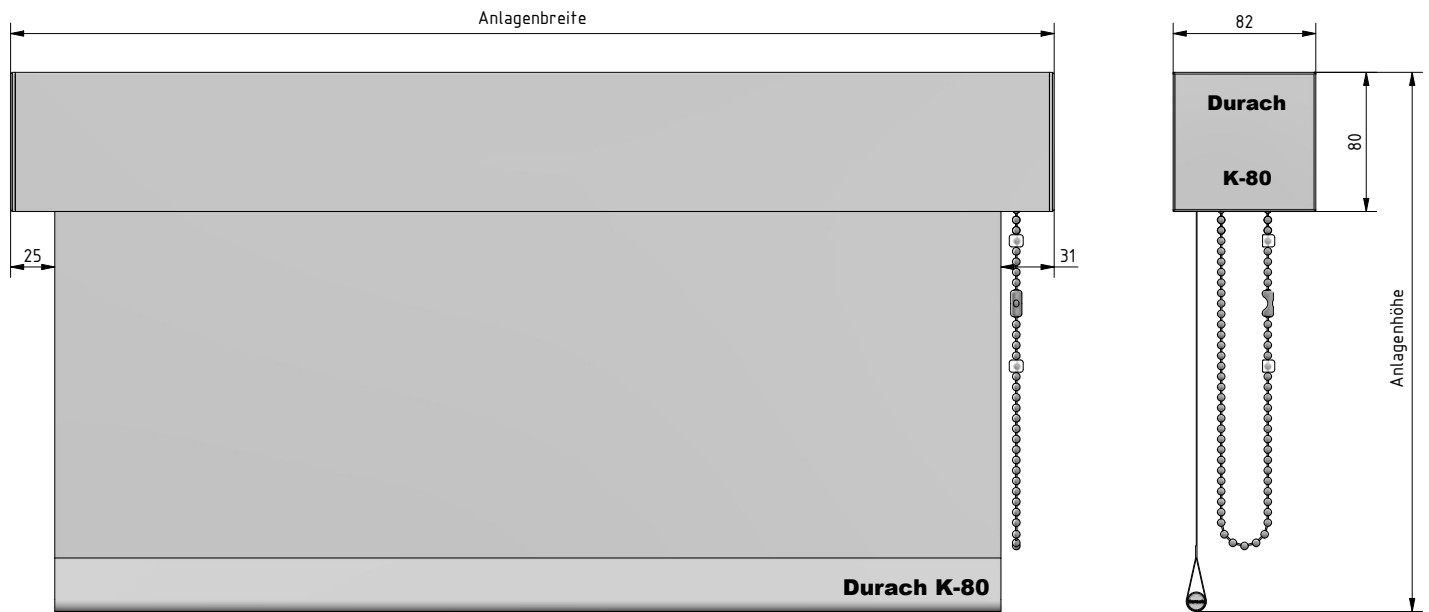 Anlagenbreite
82
Durach
K-80
80
25
31
Anlagenhöhe
Durach K-80